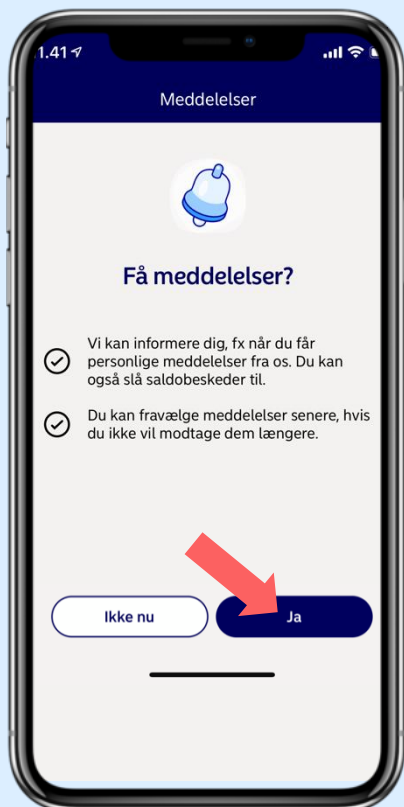 1.41
Meddelelser
Få meddelelser?
Vi kan informere dig, fx når du får
personlige meddelelser fra os. Du kan
også slå saldobeskeder til.
Du kan fravælge meddelelser senere, hvis
du ikke vil modtage dem længere.
Ikke nu
Ja